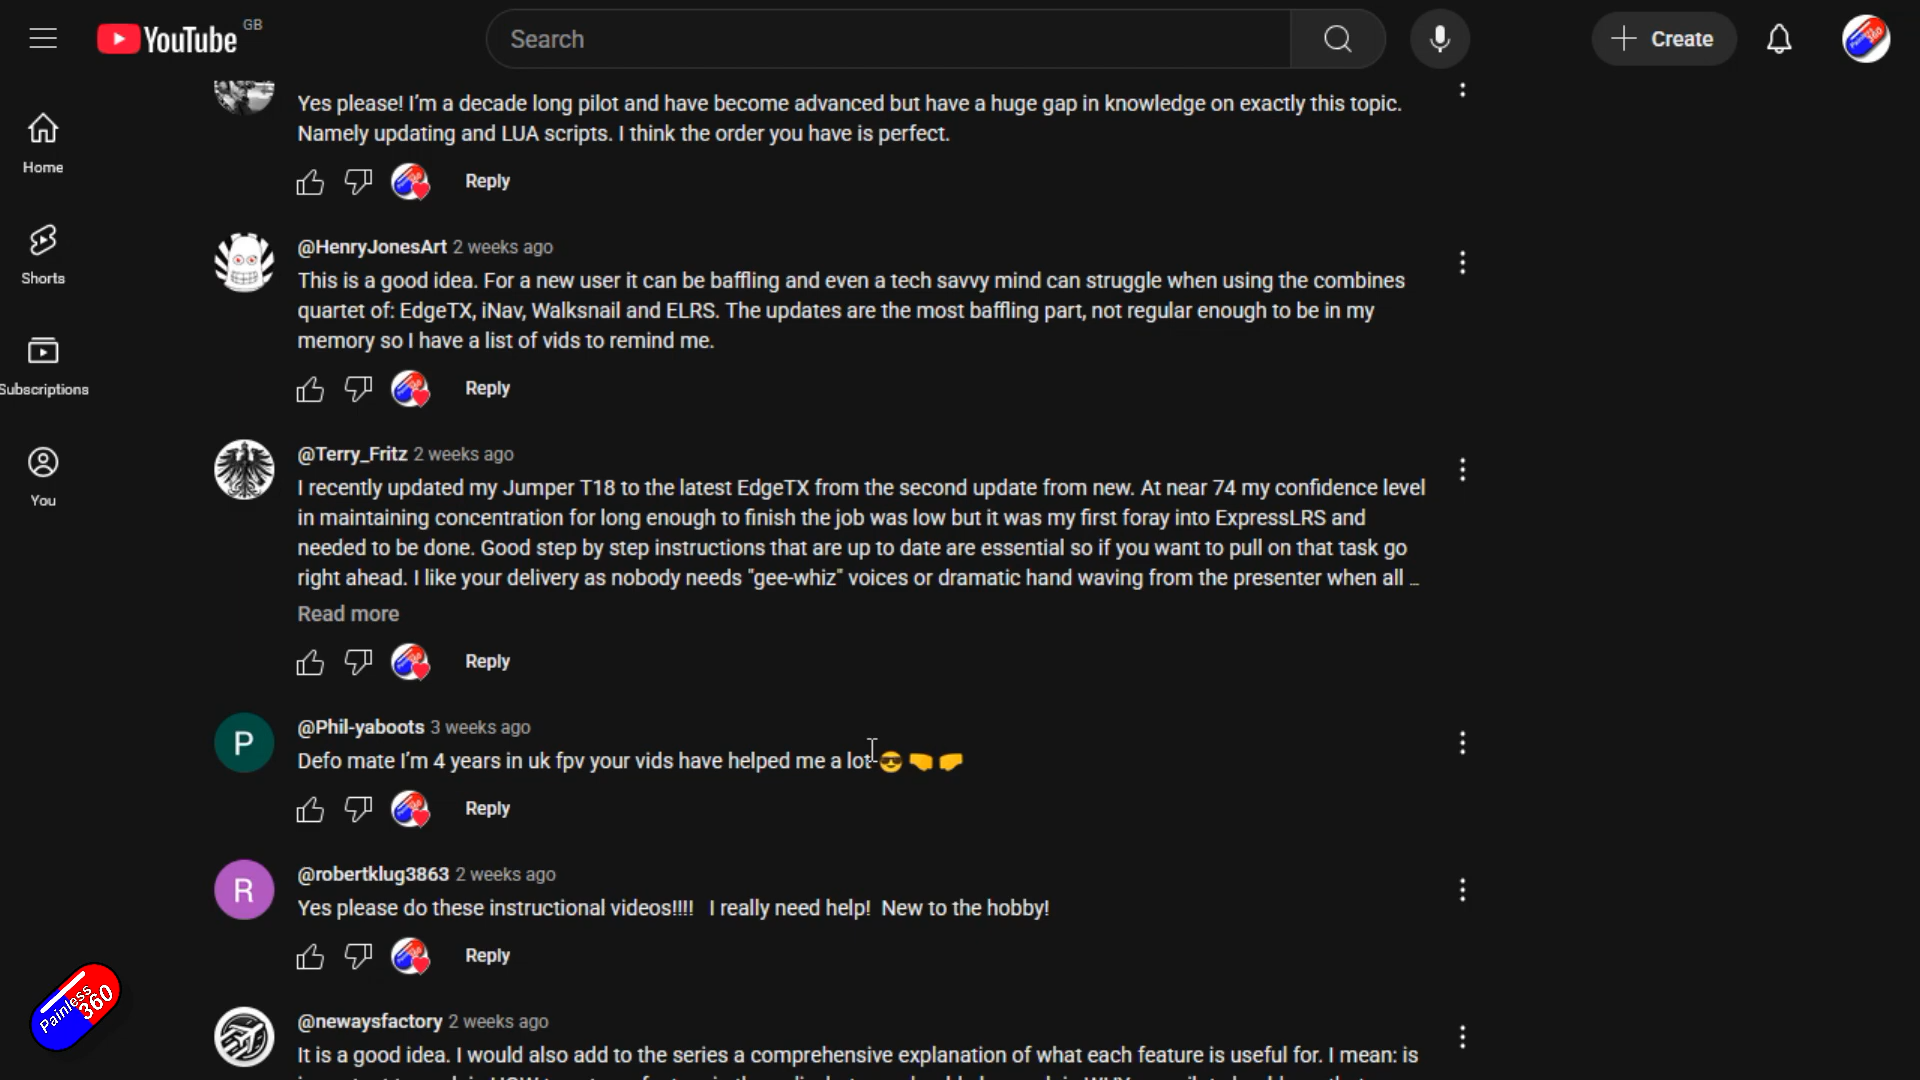 YouTube GB
Search
Create
Home
Shorts
Subscriptions
You
Yes please! I'm a decade long pilot and have become advanced but have a huge gap in knowledge on exactly this topic.
Namely updating and LUA scripts. I think the order you have is perfect.
Reply
@HenryJonesArt 2 weeks ago
This is a good idea. For a new user it can be baffling and even a tech savvy mind can struggle when using the combines
quartet of: EdgeTX, iNav, Walksnail and ELRS. The updates are the most baffling part, not regular enough to be in my
memory so I have a list of vids to remind me.
Reply
@Terry_Fritz 2 weeks ago
I recently updated my Jumper T18 to the latest EdgeTX from the second update from new. At near 74 my confidence level
in maintaining concentration for long enough to finish the job was low but it was my first foray into ExpressLRS and
needed to be done. Good step by step instructions that are up to date are essential so if you want to pull on that task go
right ahead. I like your delivery as nobody needs "gee-whiz" voices or dramatic hand waving from the presenter when all ...
Read more
Reply
P
@Phil-yaboots 3 weeks ago
Defo mate I'm 4 years in uk fpv your vids have helped me a lot 😎 🤜 🤛
Reply
R
@robertklug3863 2 weeks ago
Yes please do these instructional videos!!!! I really need help! New to the hobby!
Reply
@newaysfactory 2 weeks ago
It is a good idea. I would also add to the series a comprehensive explanation of what each feature is useful for. I mean: is
Painless
360